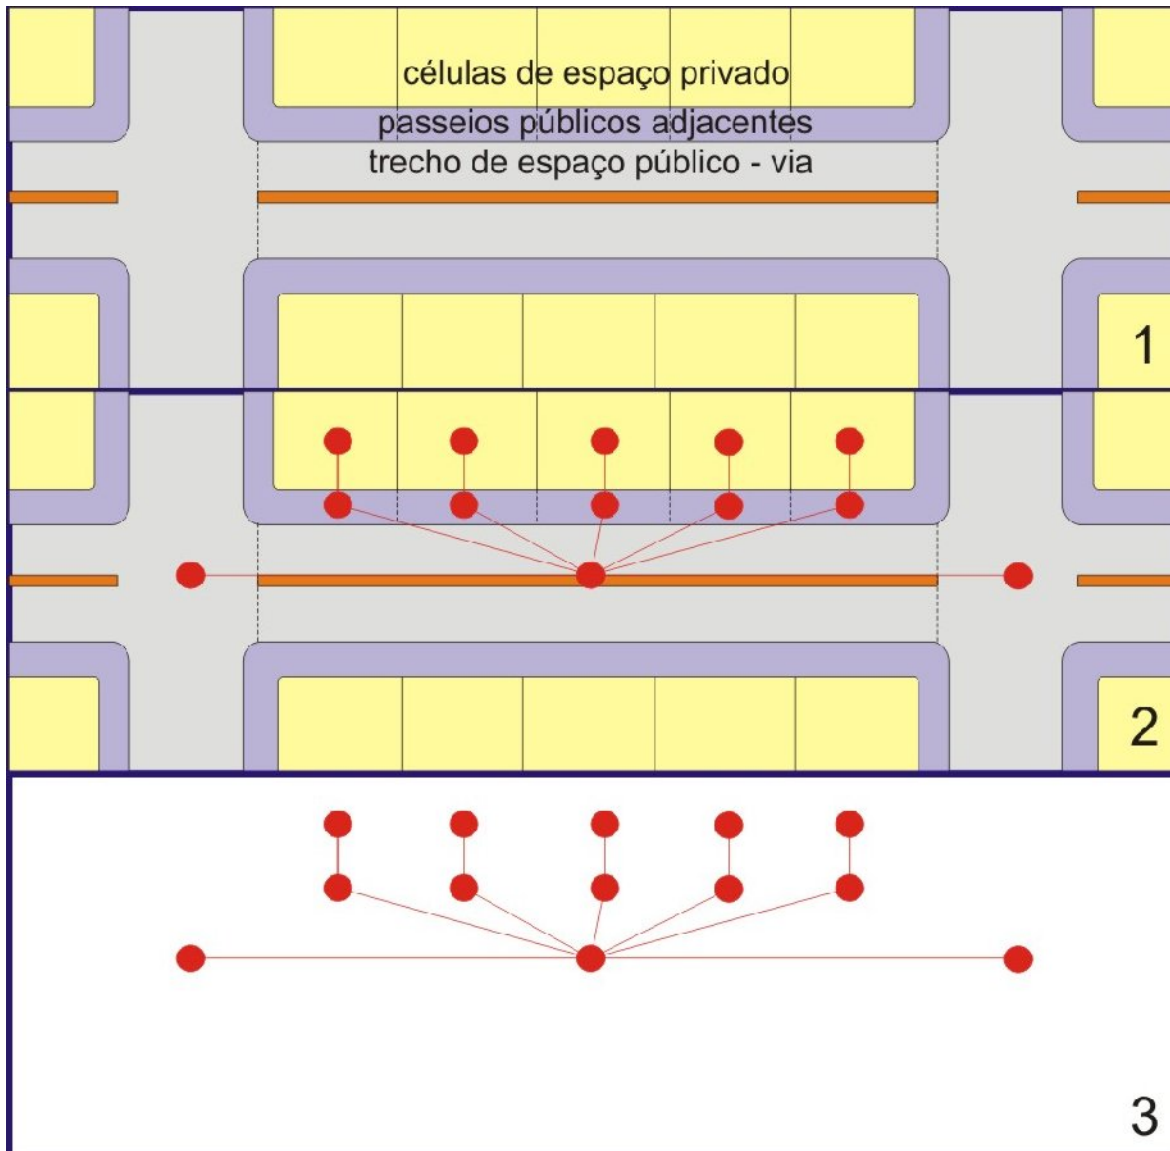 células de espaço privado
passeios públicos adjacentes
trecho de espaço público - via
1
2
3